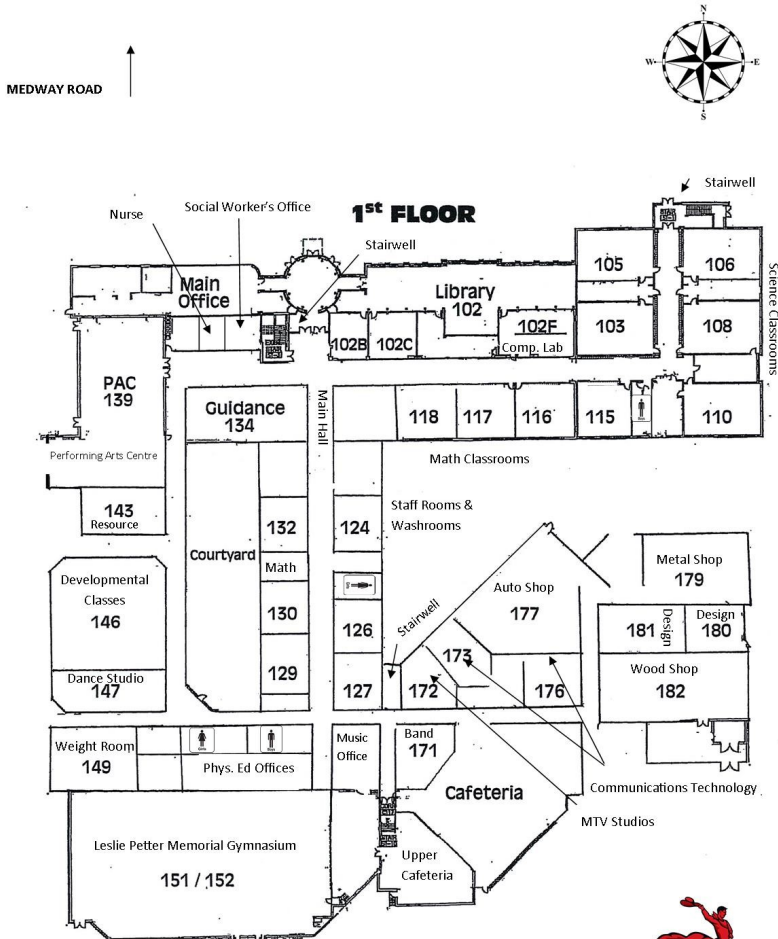 N
W
E
S
MEDWAY ROAD
Stairwell
Nurse
Social Worker's Office
1st FLOOR
Stairwell
Main
Office
Library
102
105
106
103
108
Science Classrooms
102B
102C
102F
Comp. Lab
PAC
139
Guidance
134
Main Hall
118
117
116
115
110
Performing Arts Centre
Math Classrooms
143
Resource
Courtyard
132
124
Staff Rooms &
Washrooms
Math
Developmental
Classes
146
130
126
Stairwell
Auto Shop
177
Metal Shop
179
181
Design
Design
180
173
Dance Studio
147
129
127
172
176
Wood Shop
182
Weight Room
149
Phys. Ed Offices
Music
Office
Band
171
Cafeteria
Communications Technology
MTV Studios
Leslie Petter Memorial Gymnasium
151 / 152
Upper
Cafeteria